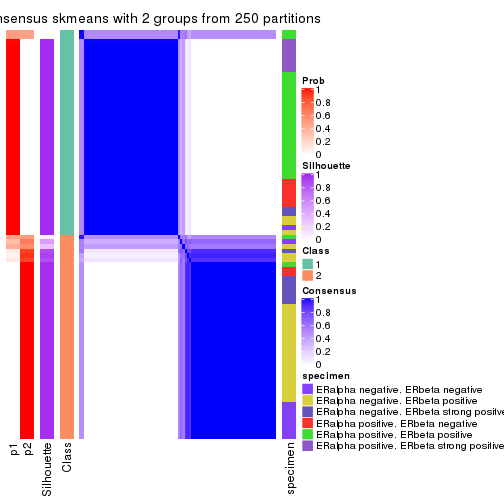 nsensus skmeans with 2 groups from 250 partitions
Prob
1
0.8
0.6
0.4
0.2
0
Silhouette
1
0.8
0.6
0.4
0.2
0
Class
1
2
Consensus
1
0.8
0.6
0.4
0.2
0
specimen
ERalpha negative. ERbeta negative
ERalpha negative. ERbeta positive
ERalpha negative. ERbeta strong positive
ERalpha positive. ERbeta negative
ERalpha positive. ERbeta positive
ERalpha positive. ERbeta strong positive
p1
p2
Silhouette
Class
specimen